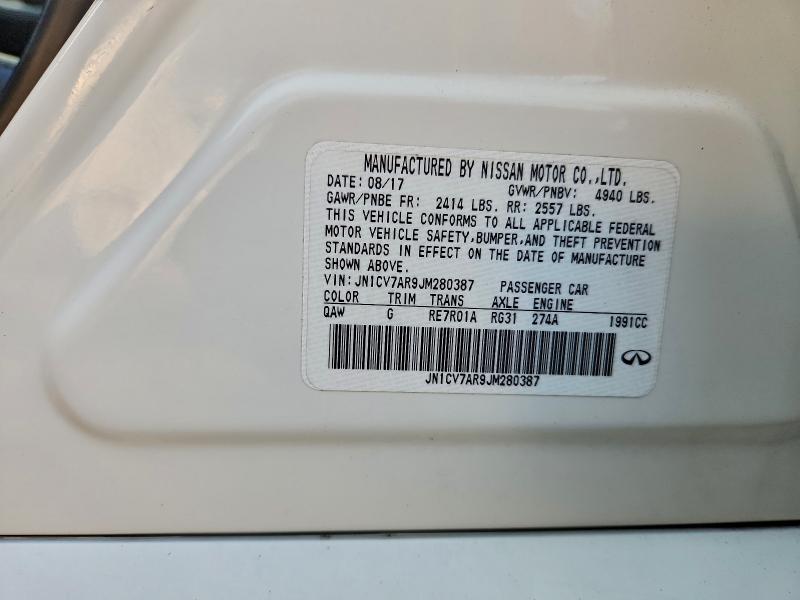 MANUFACTURED BY NISSAN MOTOR CO.,LTD.
DATE: 08/17 GVWR/PNBV: 4940 LBS.
GAWR/PNBE FR: 2414 LBS. RR: 2557 LBS.
THIS VEHICLE CONFORMS TO ALL APPLICABLE FEDERAL
MOTOR VEHICLE SAFETY,BUMPER,AND THEFT PREVENTION
STANDARDS IN EFFECT ON THE DATE OF MANUFACTURE
SHOWN ABOVE.
VIN: JN1CV7AR9JM280387 PASSENGER CAR
COLOR TRIM TRANS AXLE ENGINE
QAW G RE7R01A RG31 274A 1991CC
JN1CV7AR9JM280387